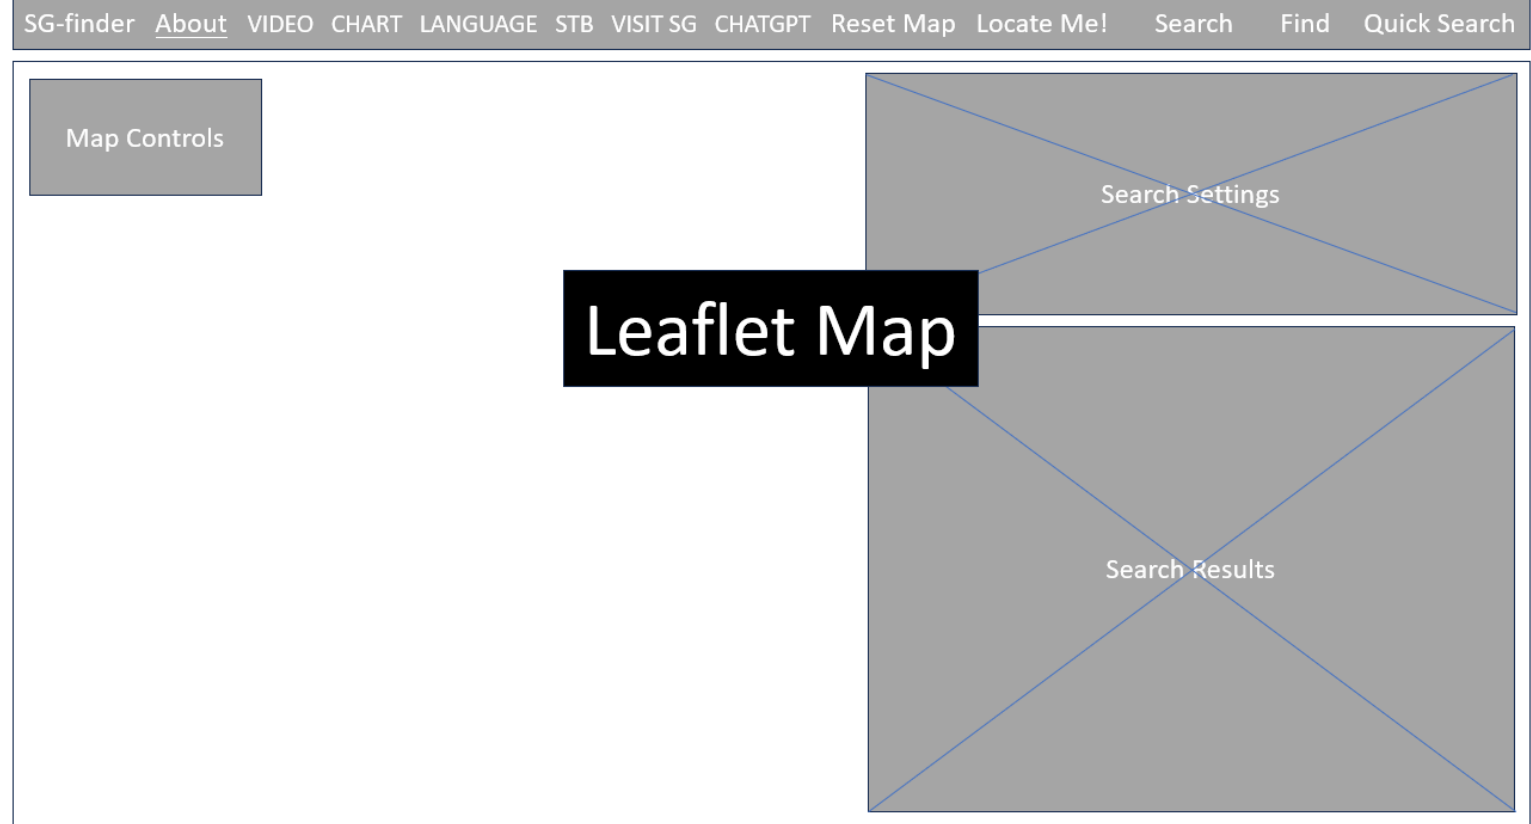 SG-finder About VIDEO CHART LANGUAGE STB VISIT SG CHATGPT Reset Map Locate Me! Search Find Quick Search
Map Controls
Search Settings
Leaflet Map
Search Results